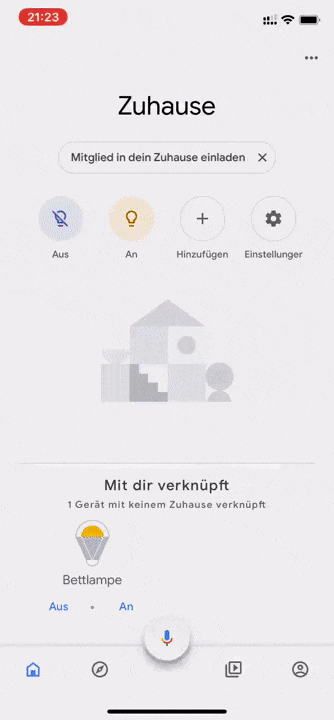 21:23
Zuhause
Mitglied in dein Zuhause einladen
Aus
An
Hinzufügen
Einstellunger
Mit dir verknüpft
1 Gerät mit keinem Zuhause verknüpft
Bettlampe
Aus • An